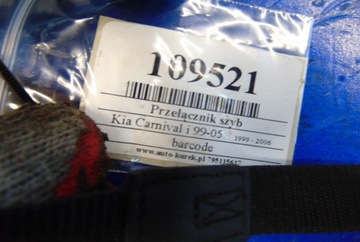 109521
Przełącznik szyb
Kia Carnival i 99-05 1999 - 2006
barcode
www.auto-kurek.pl